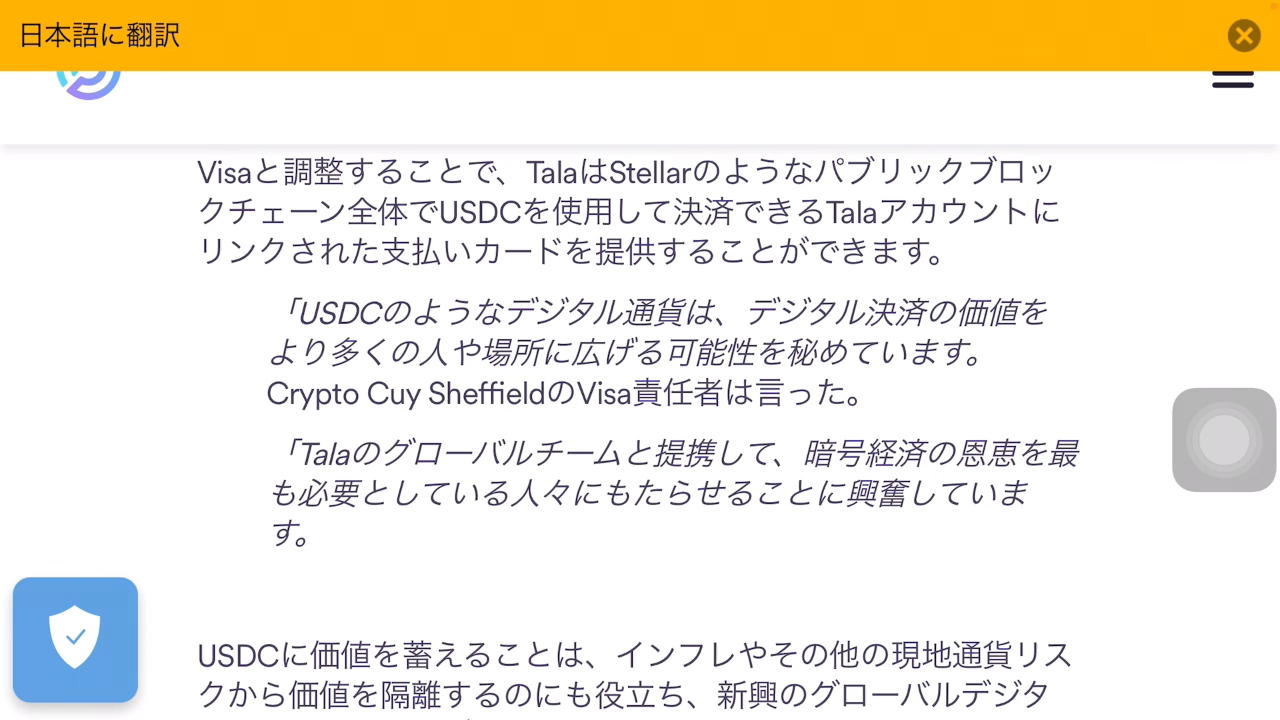 日本語に翻訳
Visaと調整することで、TalaはStellarのようなパブリックブロッ
クチェーン全体でUSDCを使用して決済できるTalaアカウントに
リンクされた支払いカードを提供することができます。
「USDCのようなデジタル通貨は、デジタル決済の価値を
より多くの人や場所に広げる可能性を秘めています。
Crypto Cuy SheffieldのVisa責任者は言った。
「Talaのグローバルチームと提携して、暗号経済の恩恵を最
も必要としている人々にもたらせることに興奮していま
す。
USDCに価値を蓄えることは、インフレやその他の現地通貨リス
クから価値を隔離するのにも役立ち、新興のグローバルデジタ